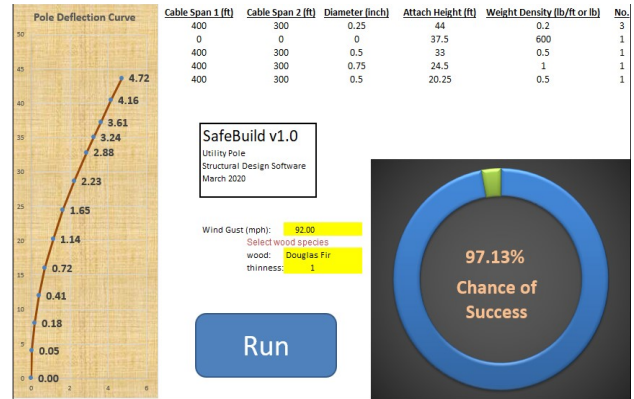 Pole Deflection Curve
50
45
40
35
30
25
20
15
10
5
0
0
2
4
6
4.72
4.16
3.61
3.24
2.88
2.23
1.65
1.14
0.72
0.41
0.18
0.05
0.00
Cable Span 1 (ft) Cable Span 2 (ft) Diameter (inch) Attach Height (ft) Weight Density (lb/ft or lb) No.
400 300 0.25 44 0.2 3
0 0 0 37.5 600 1
400 300 0.5 33 0.5 1
400 300 0.75 24.5 1 1
400 300 0.5 20.25 0.5 1
SafeBuild v1.0
Utility Pole
Structural Design Software
March 2020
Wind Gust (mph): 92.00
Select wood species
wood: Douglas Fir
thinness: 1
Run
97.13%
Chance of
Success